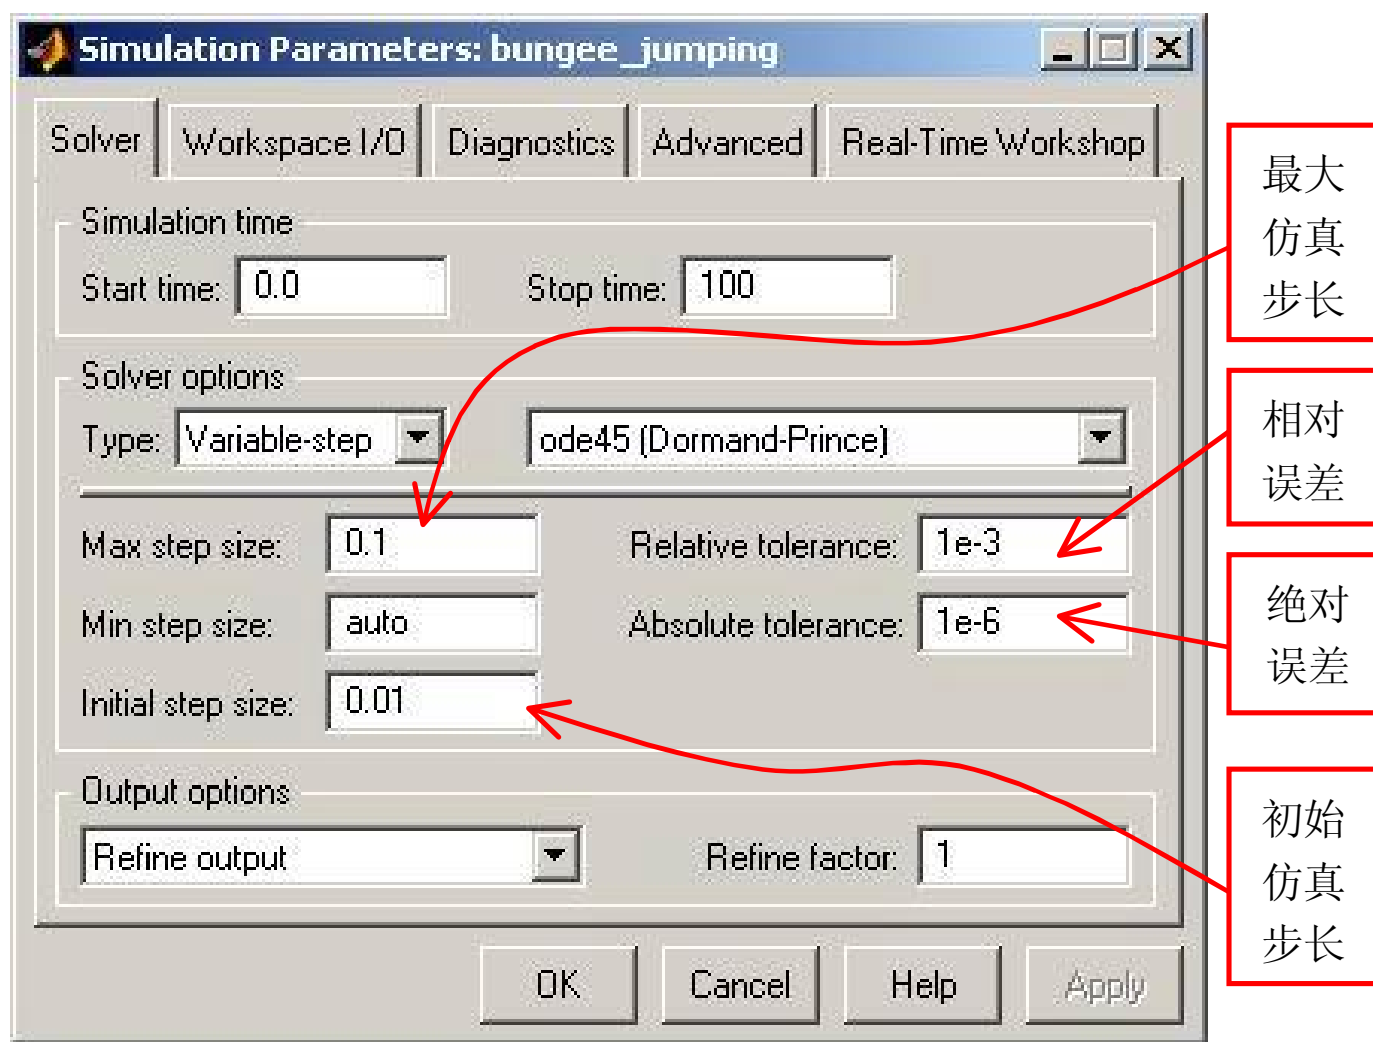 Simulation Parameters: bungee_jumping
Solver Workspace I/O Diagnostics Advanced Real-Time Workshop
Simulation time
Start time: 0.0 Stop time: 100
Solver options
Type: Variable-step ode45 (Dormand-Prince)
Max step size: 0.1 Relative tolerance: 1e-3
Min step size: auto Absolute tolerance: 1e-6
Initial step size: 0.01
Output options
Refine output Refine factor: 1
OK Cancel Help Apply
最大
仿真
步长
相对
误差
绝对
误差
初始
仿真
步长